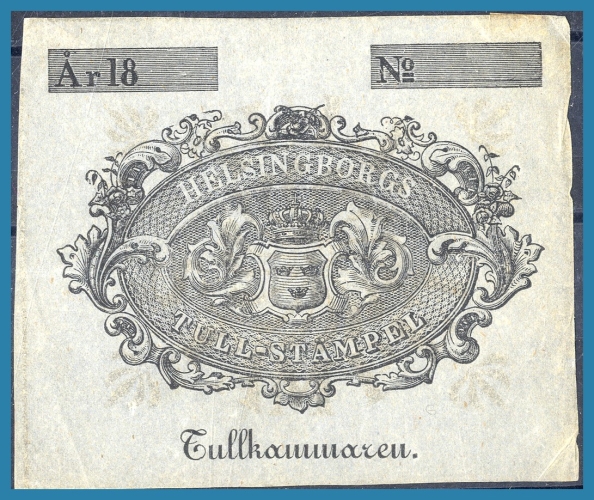 År 18
No
HELSINGBORGS
TULL-STAMPEL
Tullkammaren.